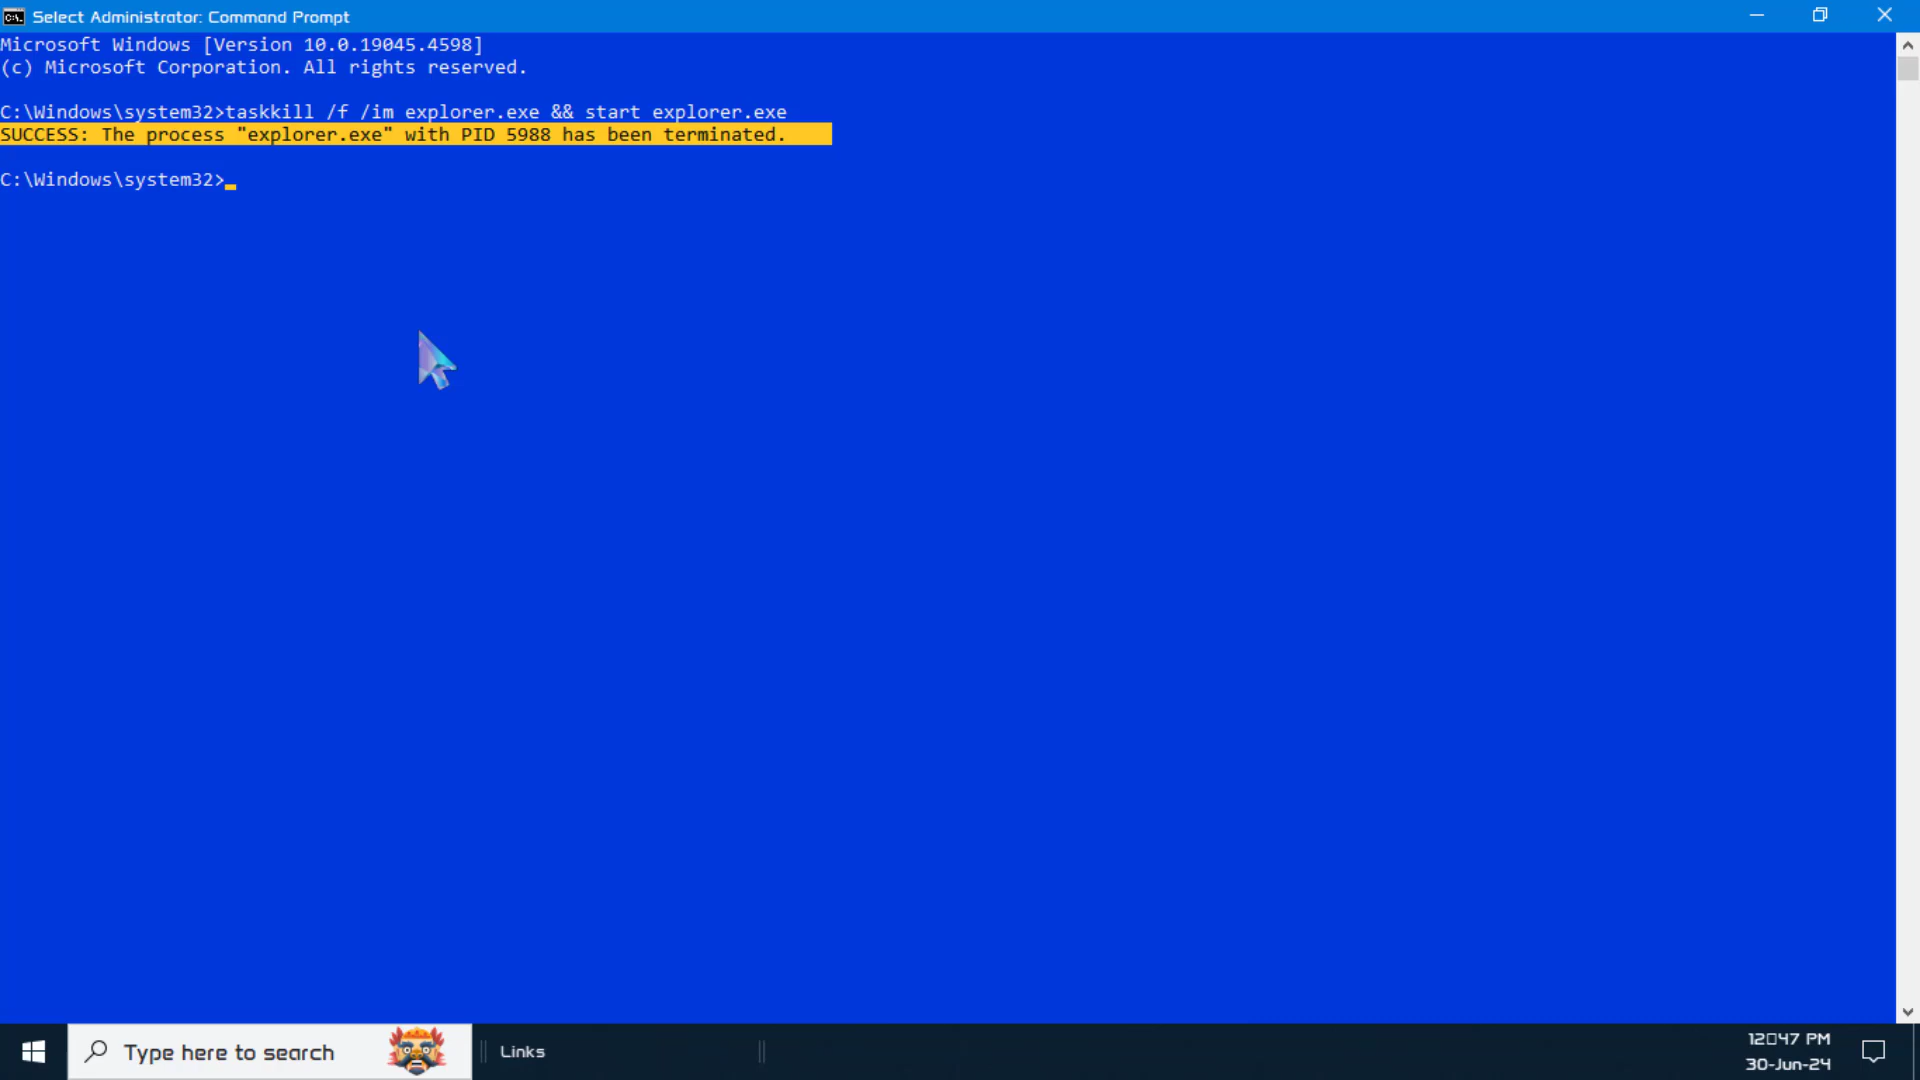 Select Administrator: Command Prompt
Microsoft Windows [Version 10.0.19045.4598]
(c) Microsoft Corporation. All rights reserved.
C:\Windows\system32>taskkill /f /im explorer.exe && start explorer.exe
SUCCESS: The process "explorer.exe" with PID 5988 has been terminated.
C:\Windows\system32>
Type here to search
Links
12□47 PM
30-Jun-24